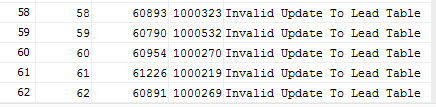 58 58 60893 1000323 Invalid Update To Lead Table
59 59 60790 1000532 Invalid Update To Lead Table
60 60 60954 1000270 Invalid Update To Lead Table
61 61 61226 1000219 Invalid Update To Lead Table
62 62 60891 1000269 Invalid Update To Lead Table